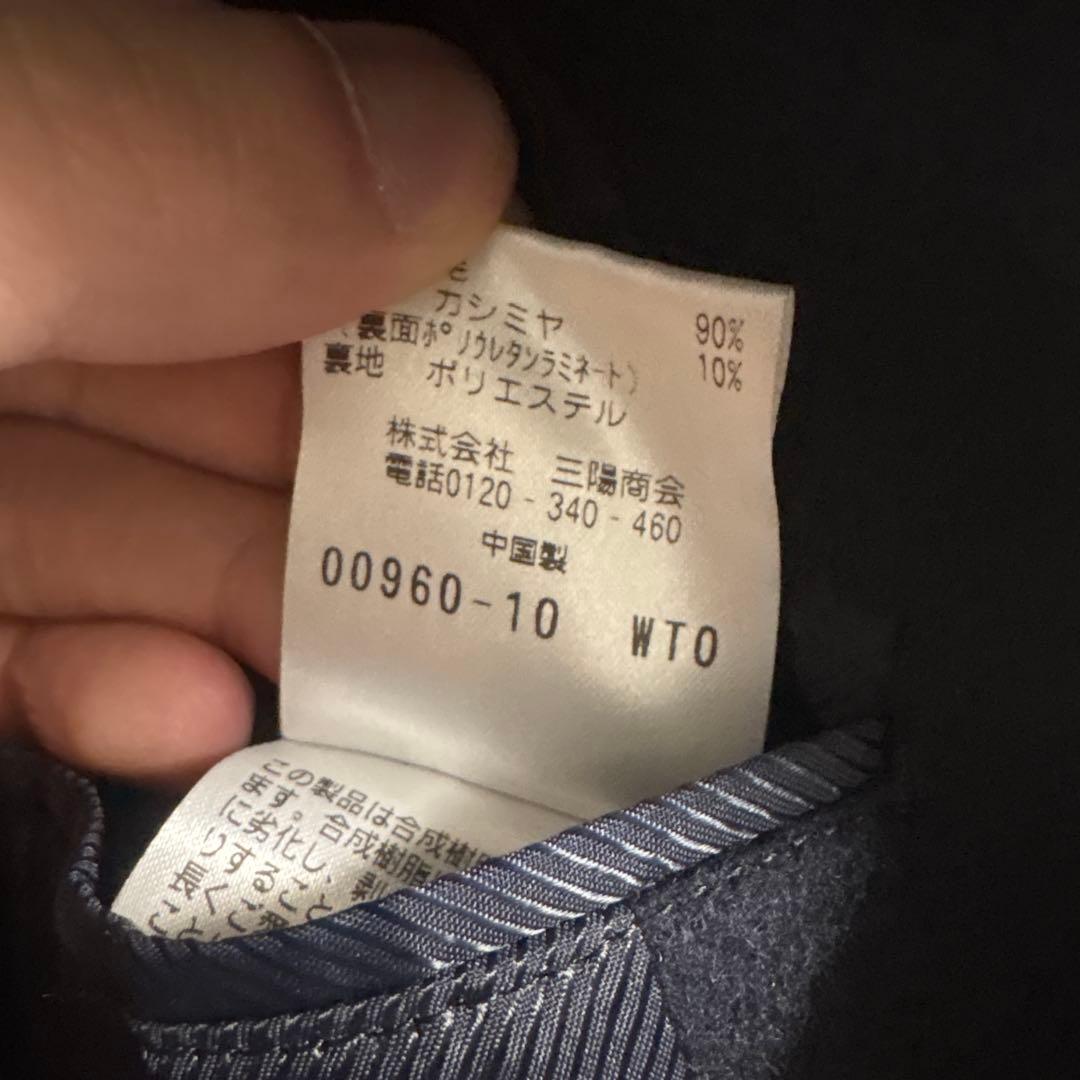 毛 90%
カシミヤ 10%
(裏面ポリウレタンラミネート)
裏地 ポリエステル
株式会社 三陽商会
電話0120-340-460
中国製
00960-10 WTO
この製品は合成樹
ます。合成樹脂
に劣化し、
りするこ